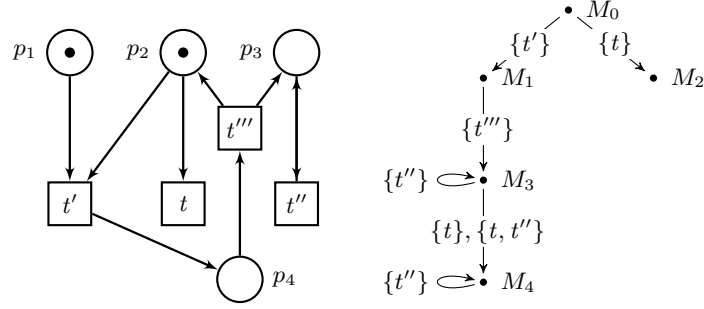 p₁ p₂ p₃
t‴
t′ t t″
p₄
M₀
{t′} {t}
M₁ M₂
{t‴}
{t″} M₃
{t}, {t, t″}
{t″} M₄